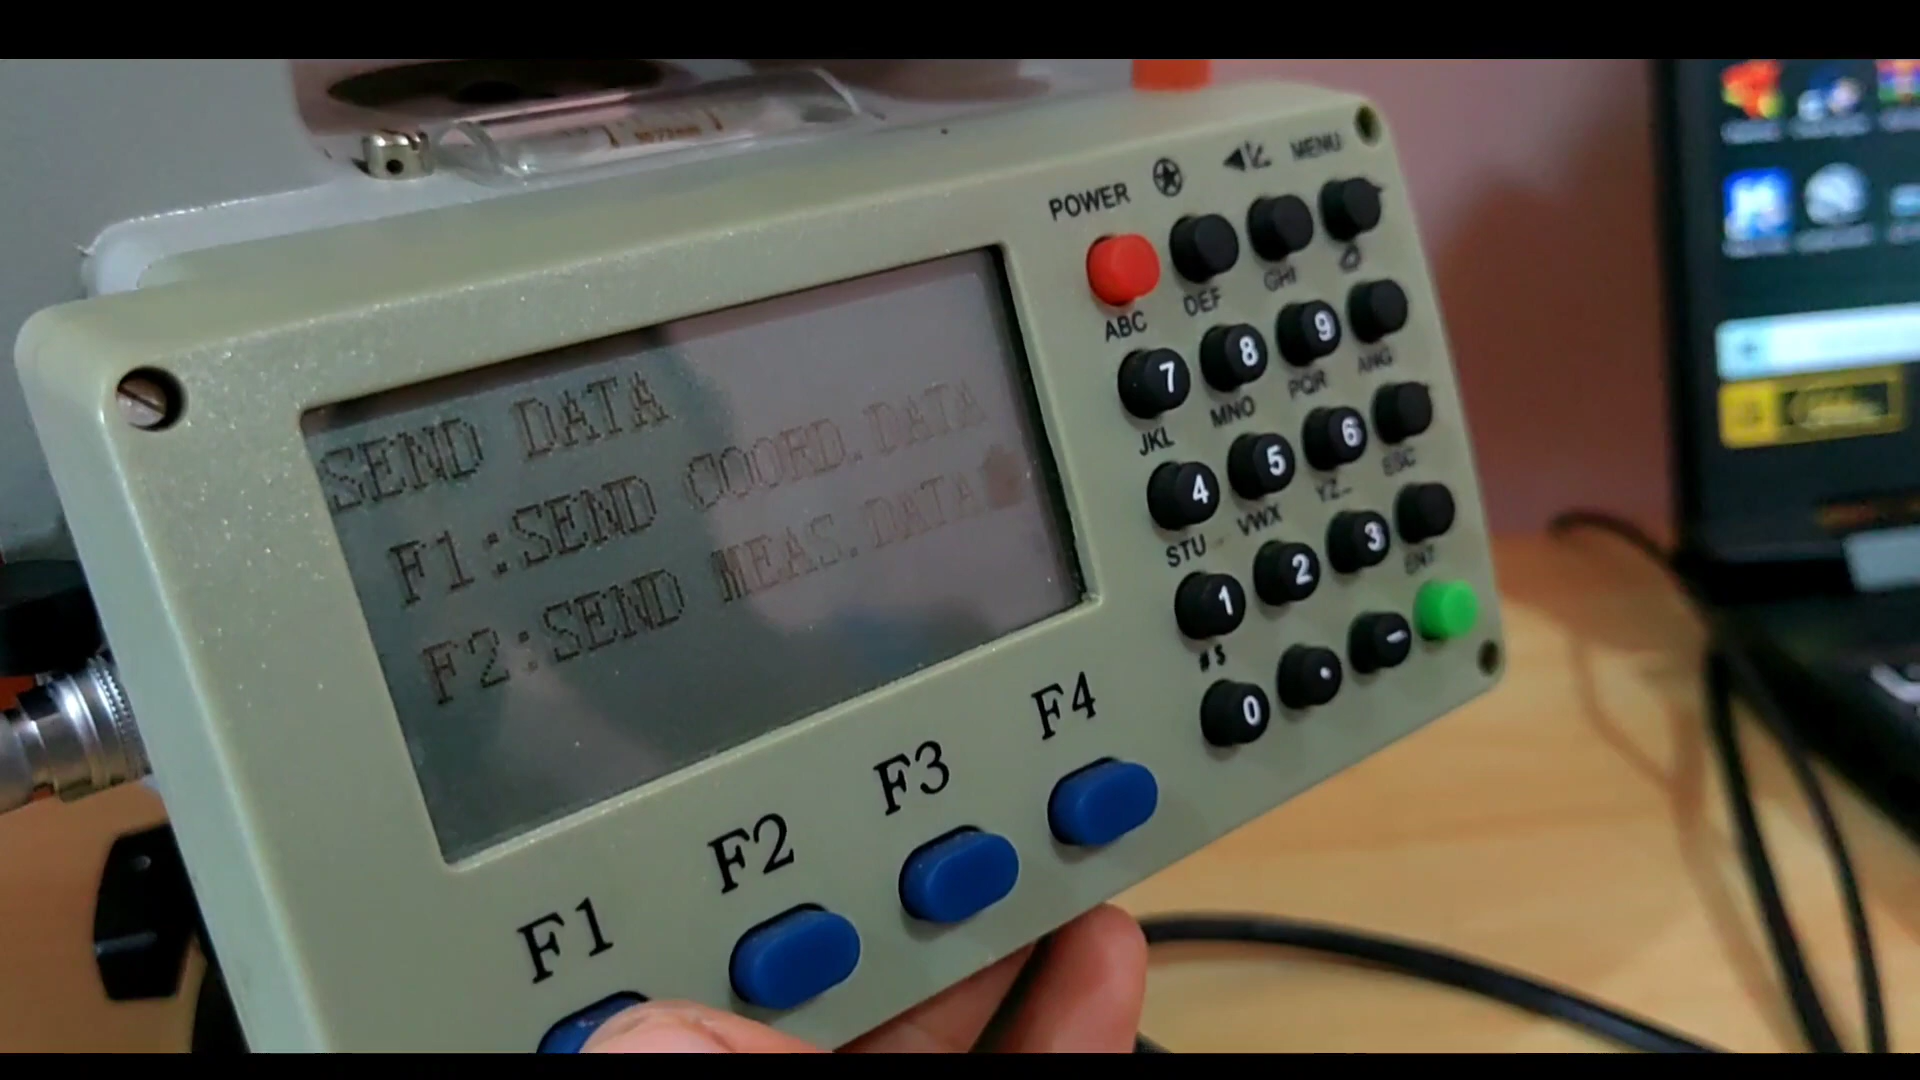 SEND DATA
F1:SEND COORD.DATA
F2:SEND MEAS.DATA
F1
F2
F3
F4
POWER
MENU
ABC
DEF
GHI
7
8
9
JKL
MNO
PQR
ANG
4
5
6
STU
VWX
YZ_
ESC
1
2
3
ENT
#$
0
.
-